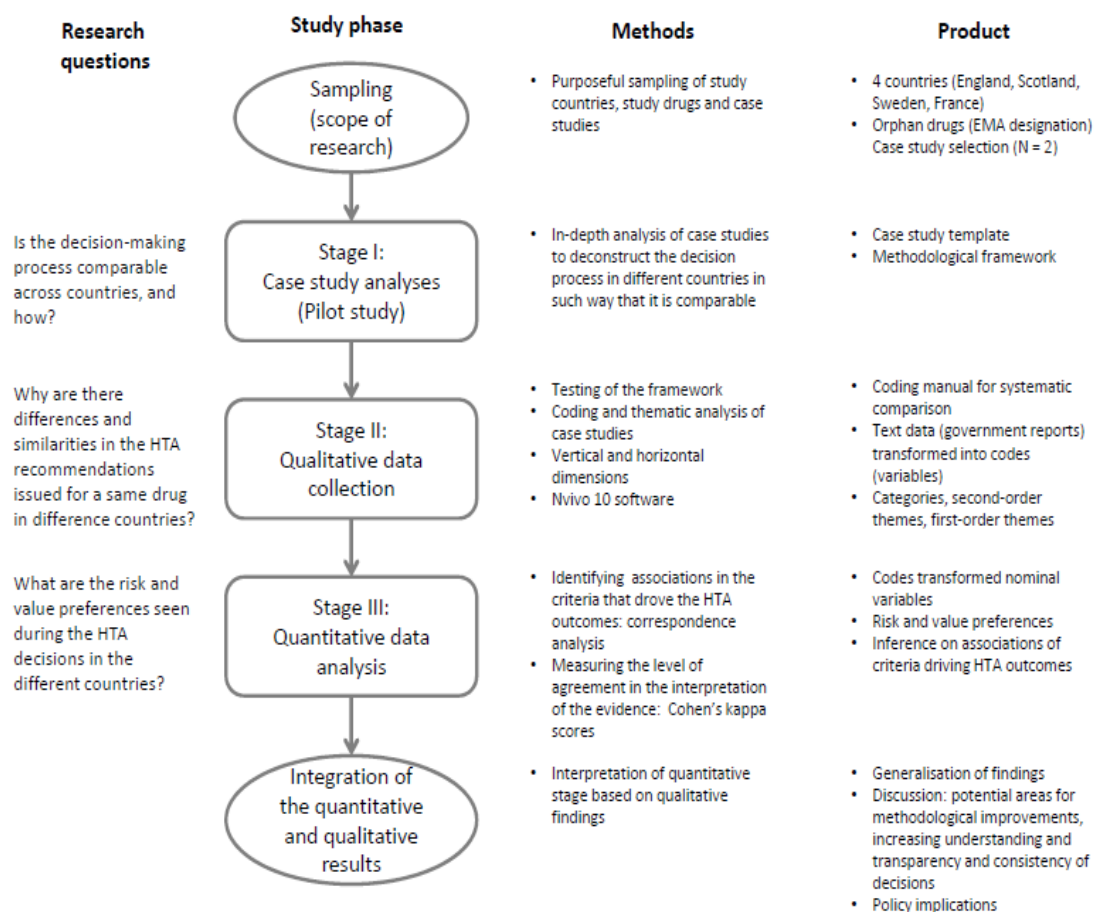 Research
questions
Study phase
Methods
Product
Sampling
(scope of
research)
• Purposeful sampling of study
countries, study drugs and case
studies
• 4 countries (England, Scotland,
Sweden, France)
• Orphan drugs (EMA designation)
Case study selection (N = 2)
Is the decision-making
process comparable
across countries, and
how?
Stage I:
Case study analyses
(Pilot study)
• In-depth analysis of case studies
to deconstruct the decision
process in different countries in
such way that it is comparable
• Case study template
• Methodological framework
Why are there
differences and
similarities in the HTA
recommendations
issued for a same drug
in difference countries?
Stage II:
Qualitative data
collection
• Testing of the framework
• Coding and thematic analysis of
case studies
• Vertical and horizontal
dimensions
• Nvivo 10 software
• Coding manual for systematic
comparison
• Text data (government reports)
transformed into codes
(variables)
• Categories, second-order
themes, first-order themes
What are the risk and
value preferences seen
during the HTA
decisions in the
different countries?
Stage III:
Quantitative data
analysis
• Identifying associations in the
criteria that drove the HTA
outcomes: correspondence
analysis
• Measuring the level of
agreement in the interpretation
of the evidence: Cohen's kappa
scores
• Codes transformed nominal
variables
• Risk and value preferences
• Inference on associations of
criteria driving HTA outcomes
Integration of
the quantitative
and qualitative
results
• Interpretation of quantitative
stage based on qualitative
findings
• Generalisation of findings
• Discussion: potential areas for
methodological improvements,
increasing understanding and
transparency and consistency of
decisions
• Policy implications